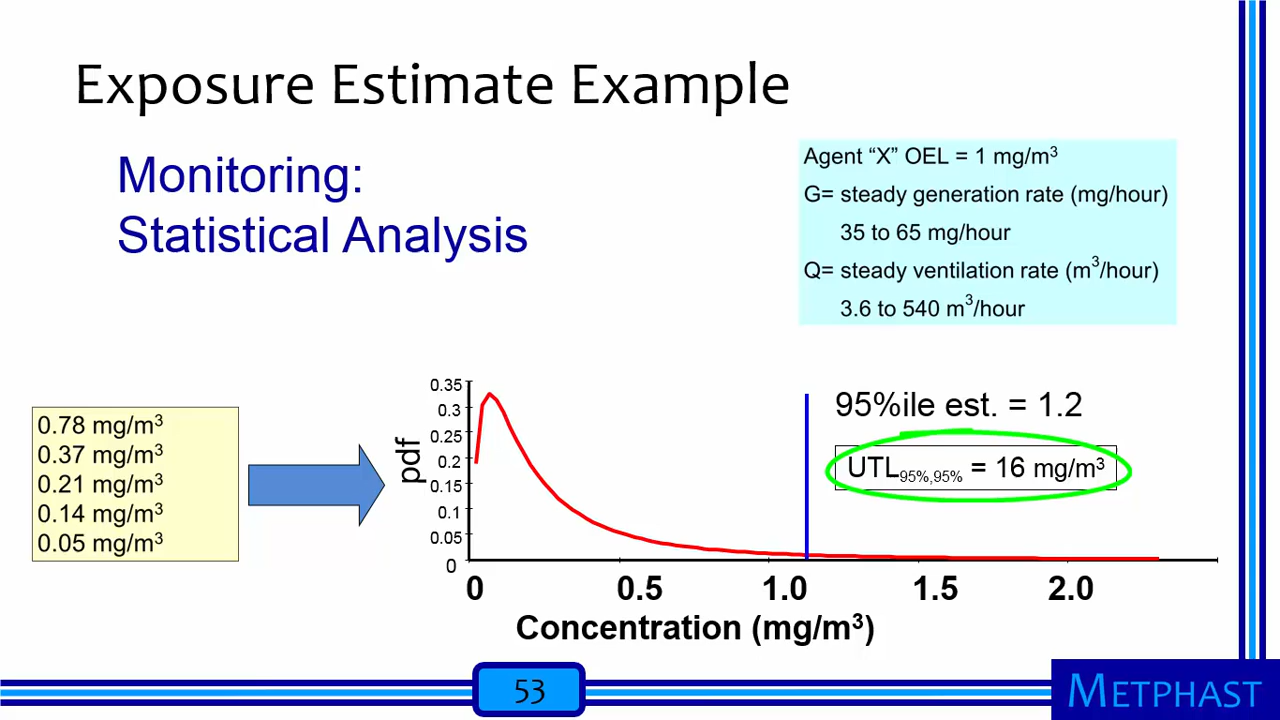 Exposure Estimate Example
Monitoring:
Statistical Analysis
Agent “X” OEL = 1 mg/m³
G= steady generation rate (mg/hour)
35 to 65 mg/hour
Q= steady ventilation rate (m³/hour)
3.6 to 540 m³/hour
0.78 mg/m³
0.37 mg/m³
0.21 mg/m³
0.14 mg/m³
0.05 mg/m³
pdf
0.35
0.3
0.25
0.2
0.15
0.1
0.05
0
0 0.5 1.0 1.5 2.0
Concentration (mg/m³)
95%ile est. = 1.2
UTL95%,95% = 16 mg/m³
53
METPHAST